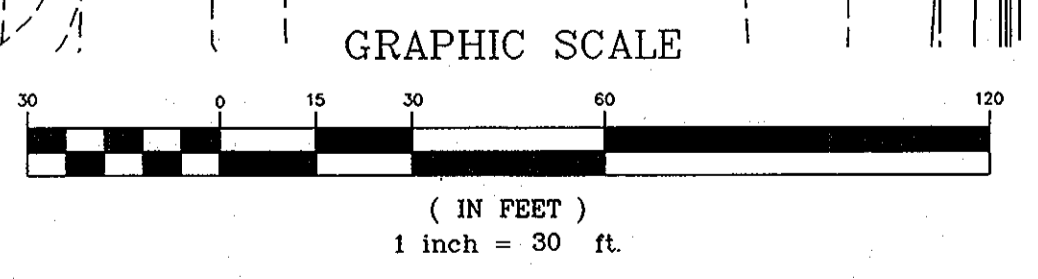 GRAPHIC SCALE
30 0 15 30 60 120
( IN FEET )
1 inch = 30 ft.